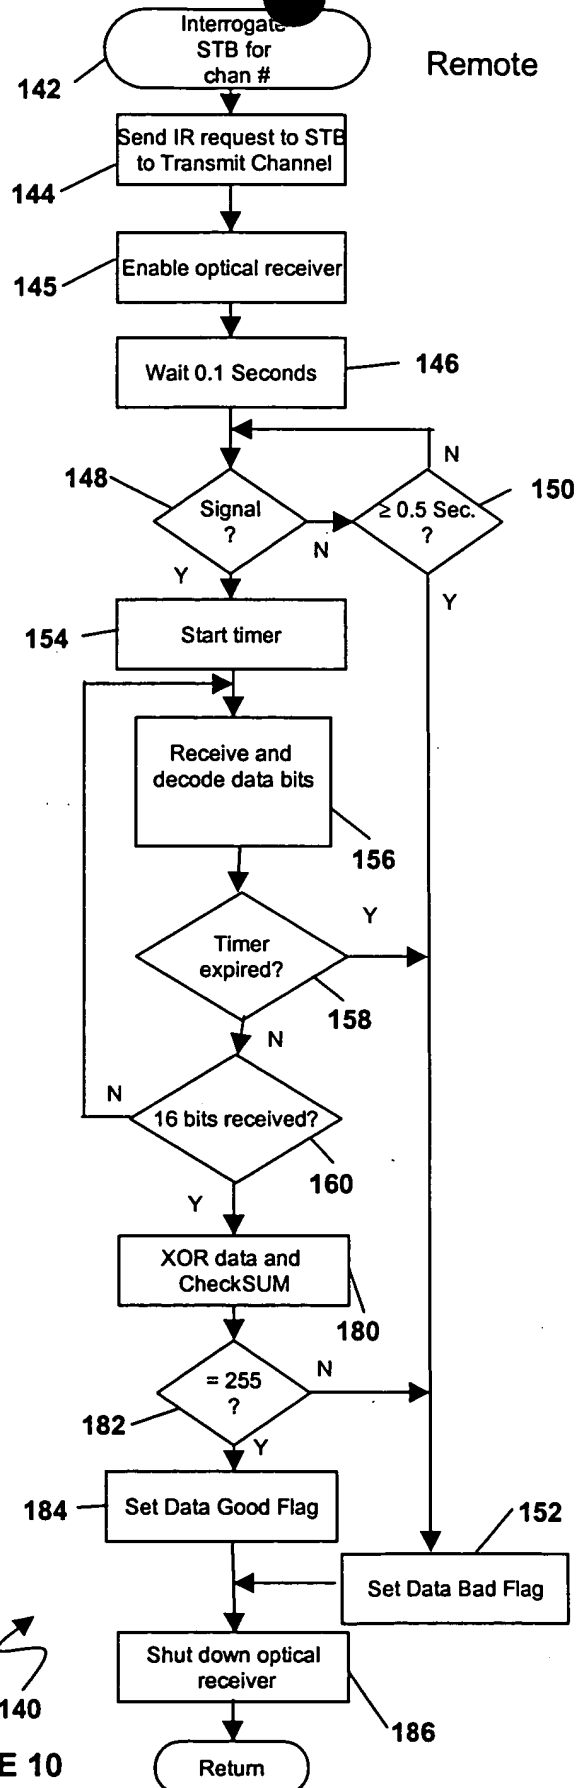 Interrogate
STB for
chan #
Remote
142
Send IR request to STB
to Transmit Channel
144
Enable optical receiver
145
Wait 0.1 Seconds
146
N
148
Signal
?
≥ 0.5 Sec.
?
150
N
Y
Y
Start timer
154
Receive and
decode data bits
156
Y
Timer
expired?
158
N
N
16 bits received?
160
Y
XOR data and
CheckSUM
180
N
= 255
?
182
Y
184
Set Data Good Flag
152
Set Data Bad Flag
Shut down optical
receiver
140
186
E 10
Return